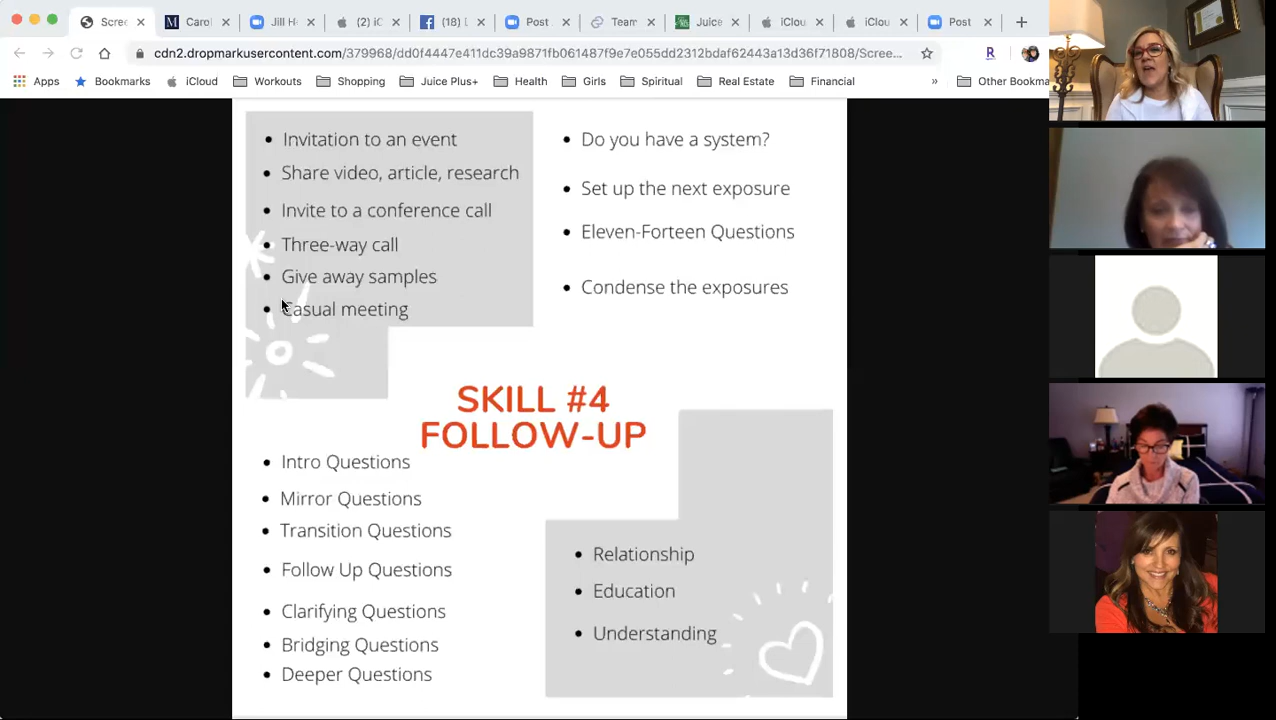 Scree
Carol
Jill H
(2) iC
(18) (
Post
Team
Juice
iClou
iClou
Post
cdn2.dropmarkusercontent.com/379968/dd0f4447e411dc39a9871fb061487f9e7e055dd2312bdaf62443a13d36f71808/Scree...
R
Apps
Bookmarks
iCloud
Workouts
Shopping
Juice Plus+
Health
Girls
Spiritual
Real Estate
Financial
»
Other Bookma
• Invitation to an event
• Share video, article, research
• Invite to a conference call
• Three-way call
• Give away samples
• Casual meeting
• Do you have a system?
• Set up the next exposure
• Eleven-Forteen Questions
• Condense the exposures
SKILL #4
FOLLOW-UP
• Intro Questions
• Mirror Questions
• Transition Questions
• Follow Up Questions
• Clarifying Questions
• Bridging Questions
• Deeper Questions
• Relationship
• Education
• Understanding